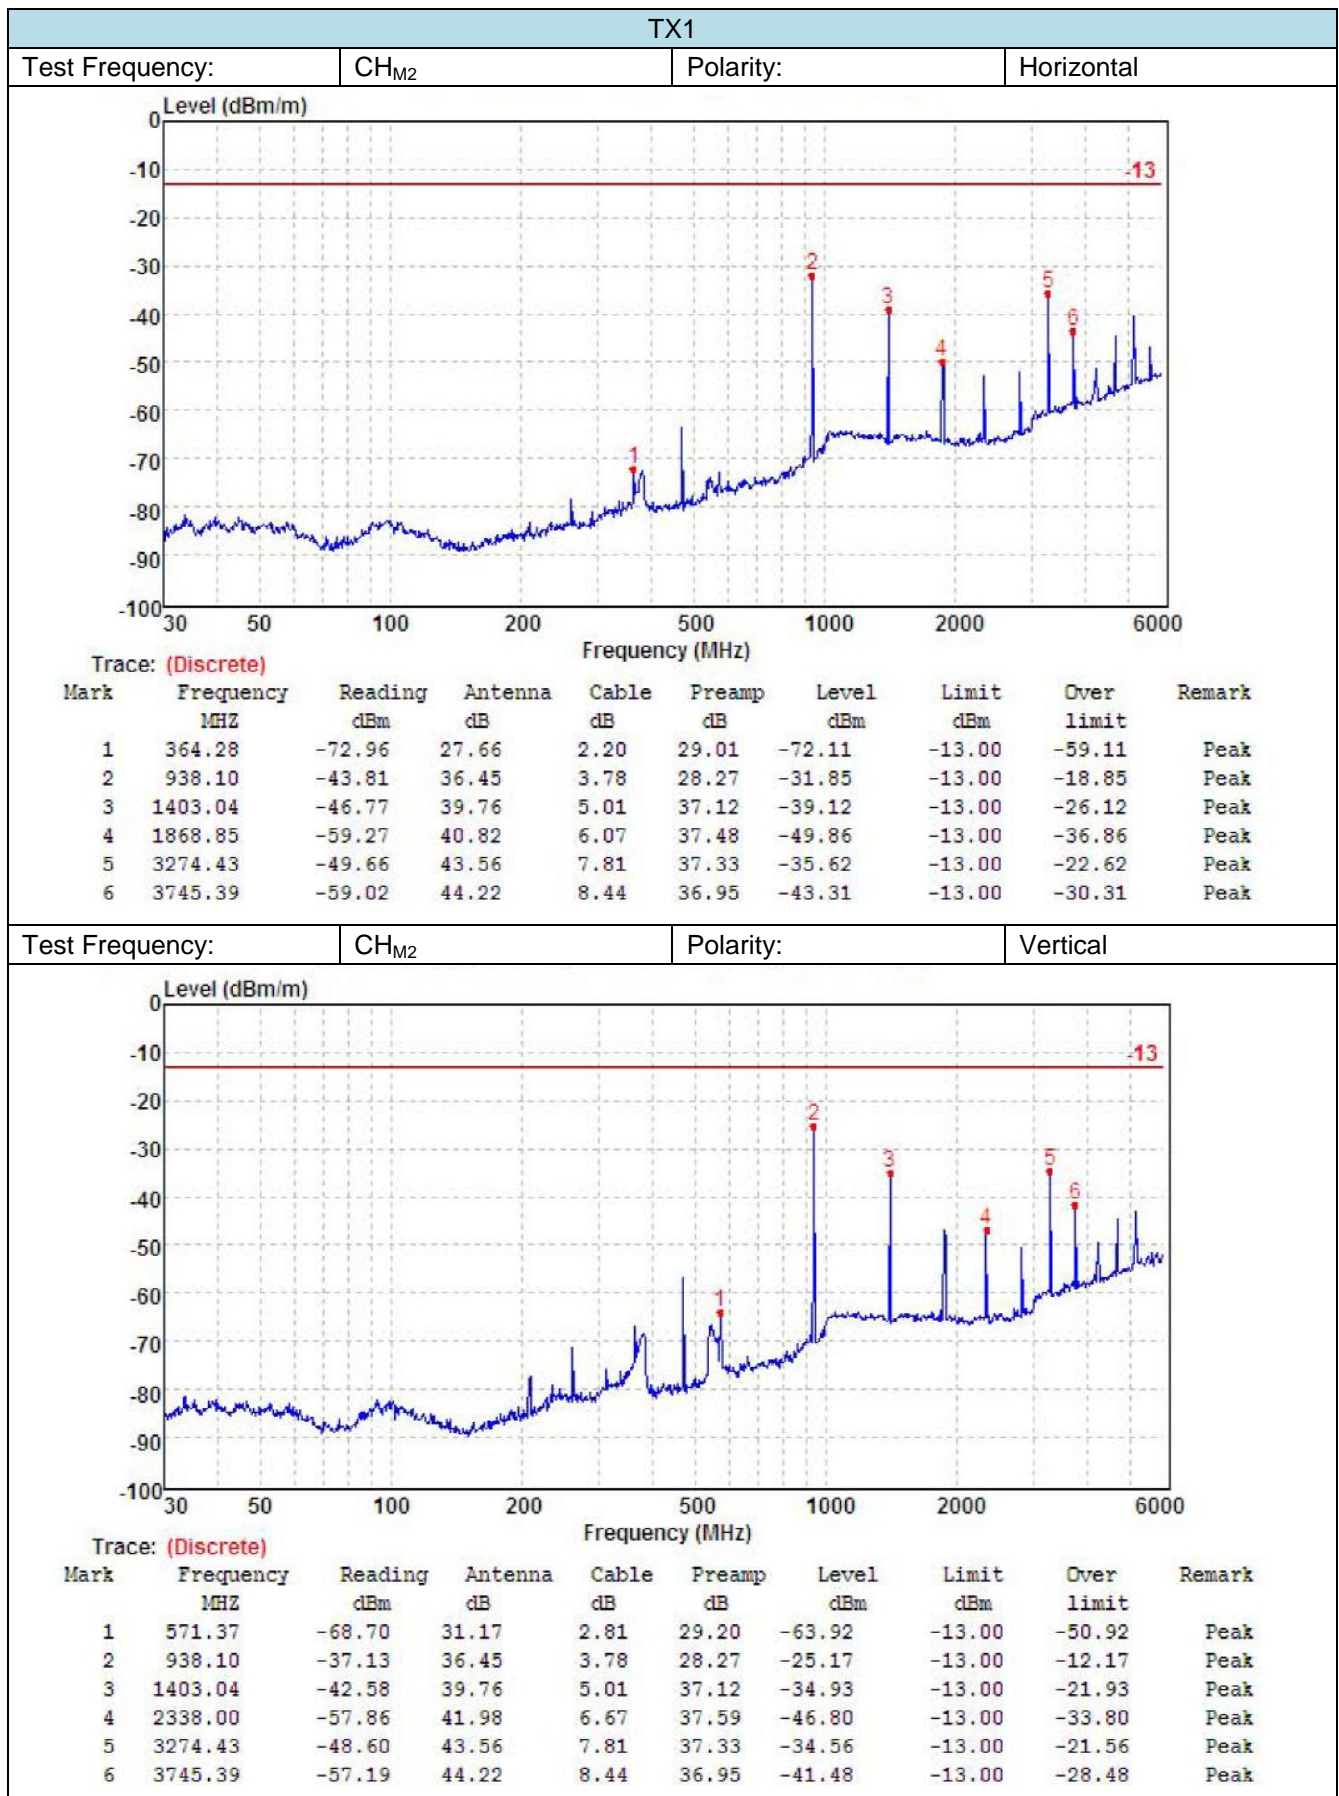 TX1
Test Frequency: CHM2 Polarity: Horizontal
Level (dBm/m)
0
-10
-13
-20
-30
2
5
3
-40
6
4
-50
-60
1
-70
-80
-90
-100
30 50 100 200 500 1000 2000 6000
Frequency (MHz)
Trace: (Discrete)
Mark Frequency Reading Antenna Cable Preamp Level Limit Over Remark
MHZ dBm dB dB dB dBm dBm limit
1 364.28 -72.96 27.66 2.20 29.01 -72.11 -13.00 -59.11 Peak
2 938.10 -43.81 36.45 3.78 28.27 -31.85 -13.00 -18.85 Peak
3 1403.04 -46.77 39.76 5.01 37.12 -39.12 -13.00 -26.12 Peak
4 1868.85 -59.27 40.82 6.07 37.48 -49.86 -13.00 -36.86 Peak
5 3274.43 -49.66 43.56 7.81 37.33 -35.62 -13.00 -22.62 Peak
6 3745.39 -59.02 44.22 8.44 36.95 -43.31 -13.00 -30.31 Peak
Test Frequency: CHM2 Polarity: Vertical
Level (dBm/m)
0
-10
-13
-20
2
-30
3
5
-40
6
4
-50
-60
1
-70
-80
-90
-100
30 50 100 200 500 1000 2000 6000
Frequency (MHz)
Trace: (Discrete)
Mark Frequency Reading Antenna Cable Preamp Level Limit Over Remark
MHZ dBm dB dB dB dBm dBm limit
1 571.37 -68.70 31.17 2.81 29.20 -63.92 -13.00 -50.92 Peak
2 938.10 -37.13 36.45 3.78 28.27 -25.17 -13.00 -12.17 Peak
3 1403.04 -42.58 39.76 5.01 37.12 -34.93 -13.00 -21.93 Peak
4 2338.00 -57.86 41.98 6.67 37.59 -46.80 -13.00 -33.80 Peak
5 3274.43 -48.60 43.56 7.81 37.33 -34.56 -13.00 -21.56 Peak
6 3745.39 -57.19 44.22 8.44 36.95 -41.48 -13.00 -28.48 Peak